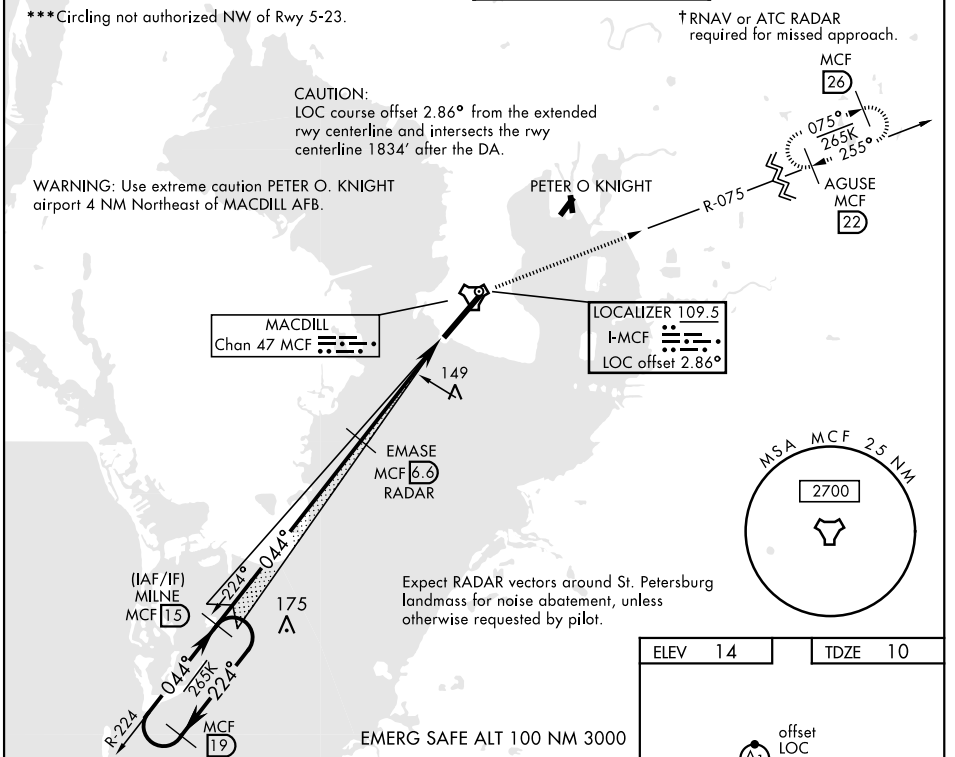 ***Circling not authorized NW of Rwy 5-23.
†RNAV or ATC RADAR
required for missed approach.
MCF
26
CAUTION:
LOC course offset 2.86° from the extended
rwy centerline and intersects the rwy
centerline 1834' after the DA.
075°
265K
255°
WARNING: Use extreme caution PETER O. KNIGHT
airport 4 NM Northeast of MACDILL AFB.
PETER O KNIGHT
R-075
AGUSE
MCF
22
MACDILL
Chan 47 MCF
LOCALIZER 109.5
I-MCF
LOC offset 2.86°
149
EMASE
MCF 6.6
RADAR
MSA MCF 25 NM
2700
044°
224°
(IAF/IF)
MILNE
MCF 15
175
Expect RADAR vectors around St. Petersburg
landmass for noise abatement, unless
otherwise requested by pilot.
044°
265K
224°
R-224
MCF
19
EMERG SAFE ALT 100 NM 3000
ELEV 14
TDZE 10
offset
LOC